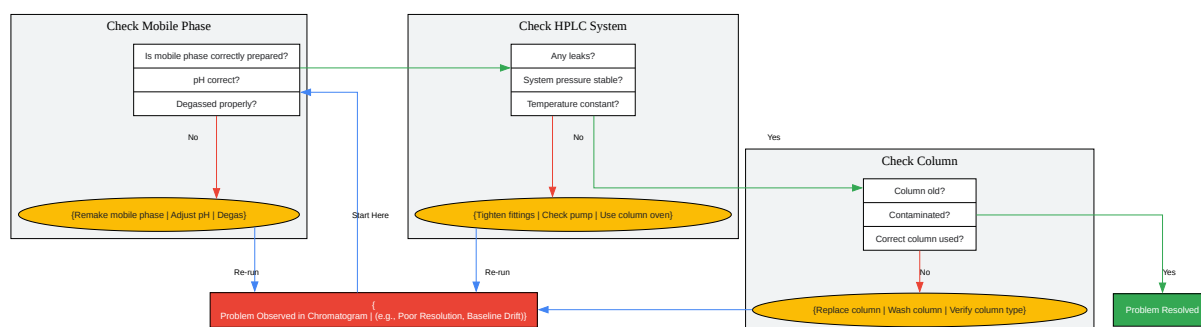 Check Mobile Phase
Is mobile phase correctly prepared?
pH correct?
Degassed properly?
No
{Remake mobile phase | Adjust pH | Degas}
Re-run
Start Here
Check HPLC System
Any leaks?
System pressure stable?
Temperature constant?
No
Yes
{Tighten fittings | Check pump | Use column oven}
Re-run
{
Problem Observed in Chromatogram | (e.g., Poor Resolution, Baseline Drift)}
Check Column
Column old?
Contaminated?
Correct column used?
No
Yes
{Replace column | Wash column | Verify column type}
Problem Resolved